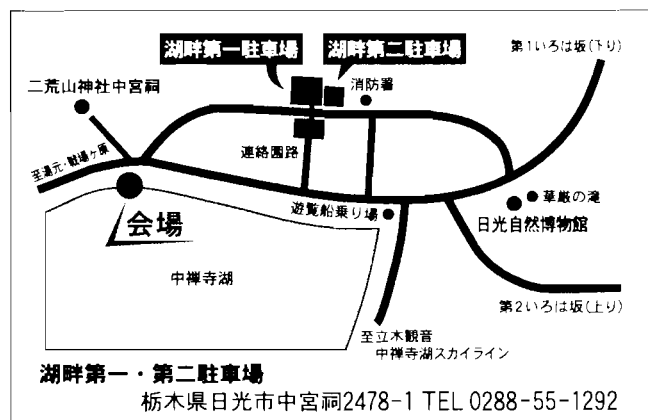 湖畔第一駐車場
湖畔第二駐車場
第1いろは坂(下り)
消防署
二荒山神社中宮祠
連絡園路
至湯元・戦場ヶ原
華厳の滝
遊覧船乗り場
日光自然博物館
会場
中禅寺湖
第2いろは坂(上り)
至立木観音
中禅寺湖スカイライン
湖畔第一・第二駐車場
栃木県日光市中宮祠2478-1 TEL 0288-55-1292